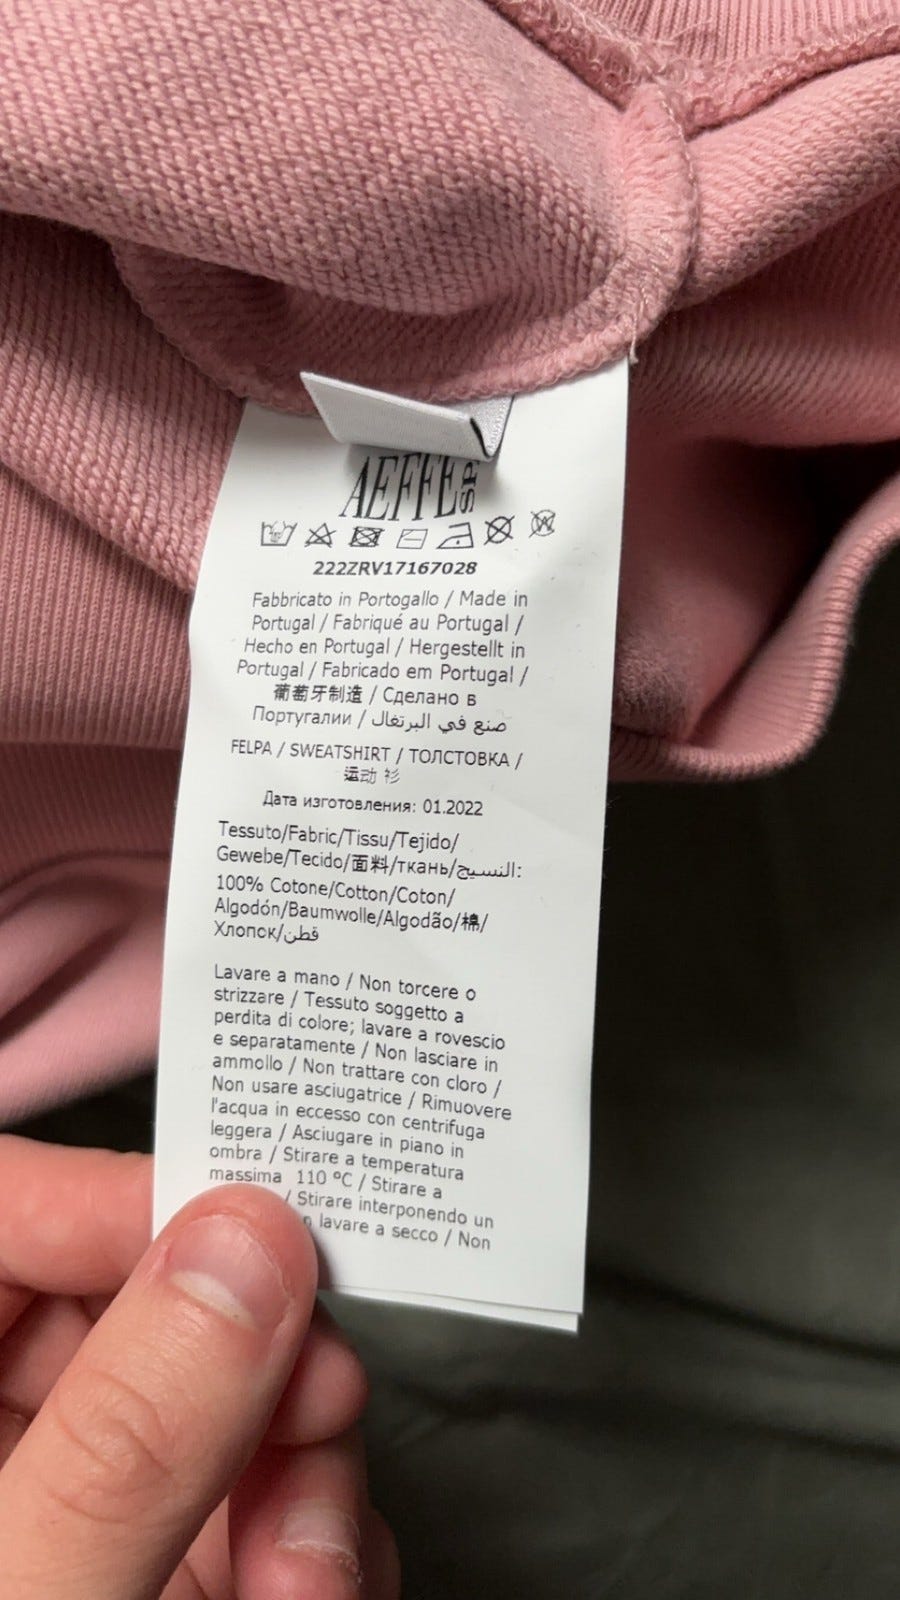 AEFFE
222ZRV17167028
Fabbricato in Portogallo / Made in
Portugal / Fabriqué au Portugal /
Hecho en Portugal / Hergestellt in
Portugal / Fabricado em Portugal /
葡萄牙制造 / Сделано в
Португалии / صنع في البرتغال
FELPA / SWEATSHIRT / ТОЛСТОВКА /
运动 衫
Дата изготовления: 01.2022
Tessuto/Fabric/Tissu/Tejido/
Gewebe/Tecido/面料/ткань/النسيج:
100% Cotone/Cotton/Coton/
Algodón/Baumwolle/Algodão/棉/
Хлопок/قطن
Lavare a mano / Non torcere o
strizzare / Tessuto soggetto a
perdita di colore; lavare a rovescio
e separatamente / Non lasciare in
ammollo / Non trattare con cloro /
Non usare asciugatrice / Rimuovere
l'acqua in eccesso con centrifuga
leggera / Asciugare in piano in
ombra / Stirare a temperatura
massima 110 ºC / Stirare a
/ Stirare interponendo un
lavare a secco / Non